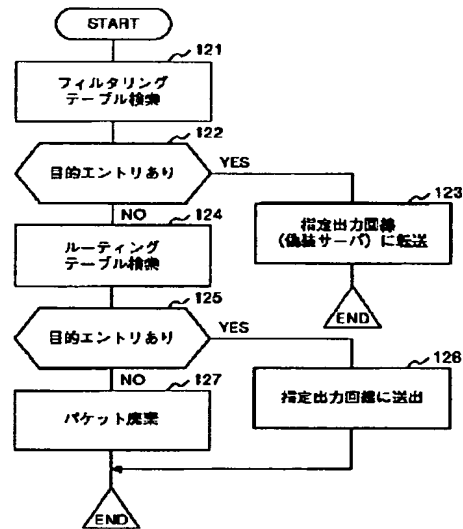 START
121
フィルタリング
テーブル検索
122
目的エントリあり
YES
123
指定出力回線
(偽装サーバ)に転送
END
NO
124
ルーティング
テーブル検索
125
目的エントリあり
YES
126
指定出力回線に送出
NO
127
パケット廃棄
END